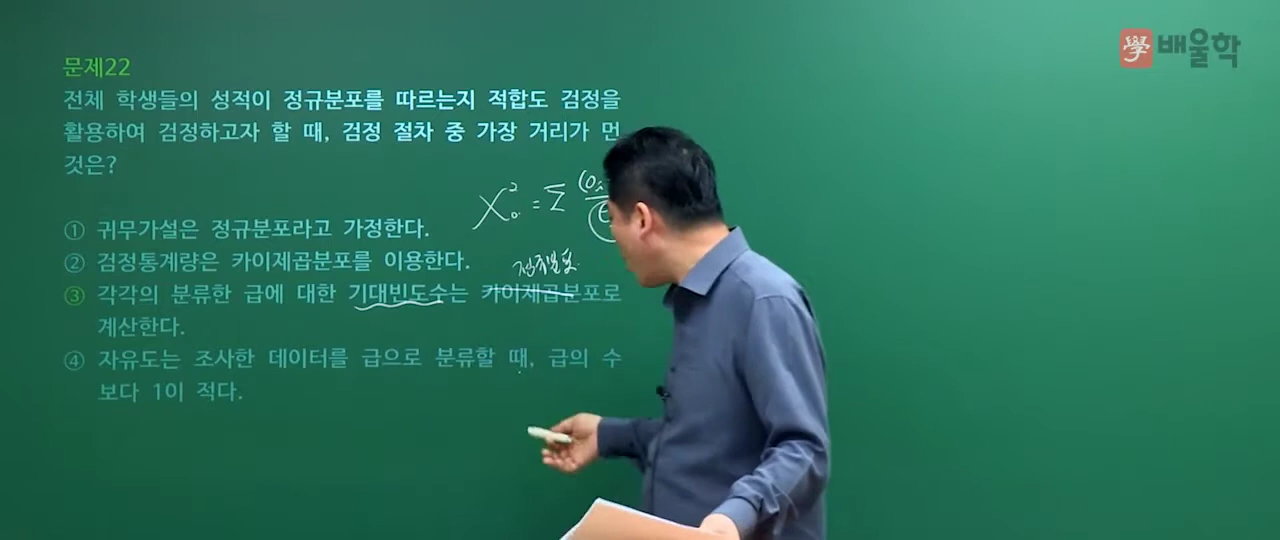 學 배울학
문제22
전체 학생들의 성적이 정규분포를 따르는지 적합도 검정을
활용하여 검정하고자 할 때, 검정 절차 중 가장 거리가 먼
것은?
X₀² = Σ (O
(E
① 귀무가설은 정규분포라고 가정한다.
② 검정통계량은 카이제곱분포를 이용한다.
정규분포
③ 각각의 분류한 급에 대한 기대빈도수는 카이제곱분포로
계산한다.
④ 자유도는 조사한 데이터를 급으로 분류할 때, 급의 수
보다 1이 적다.